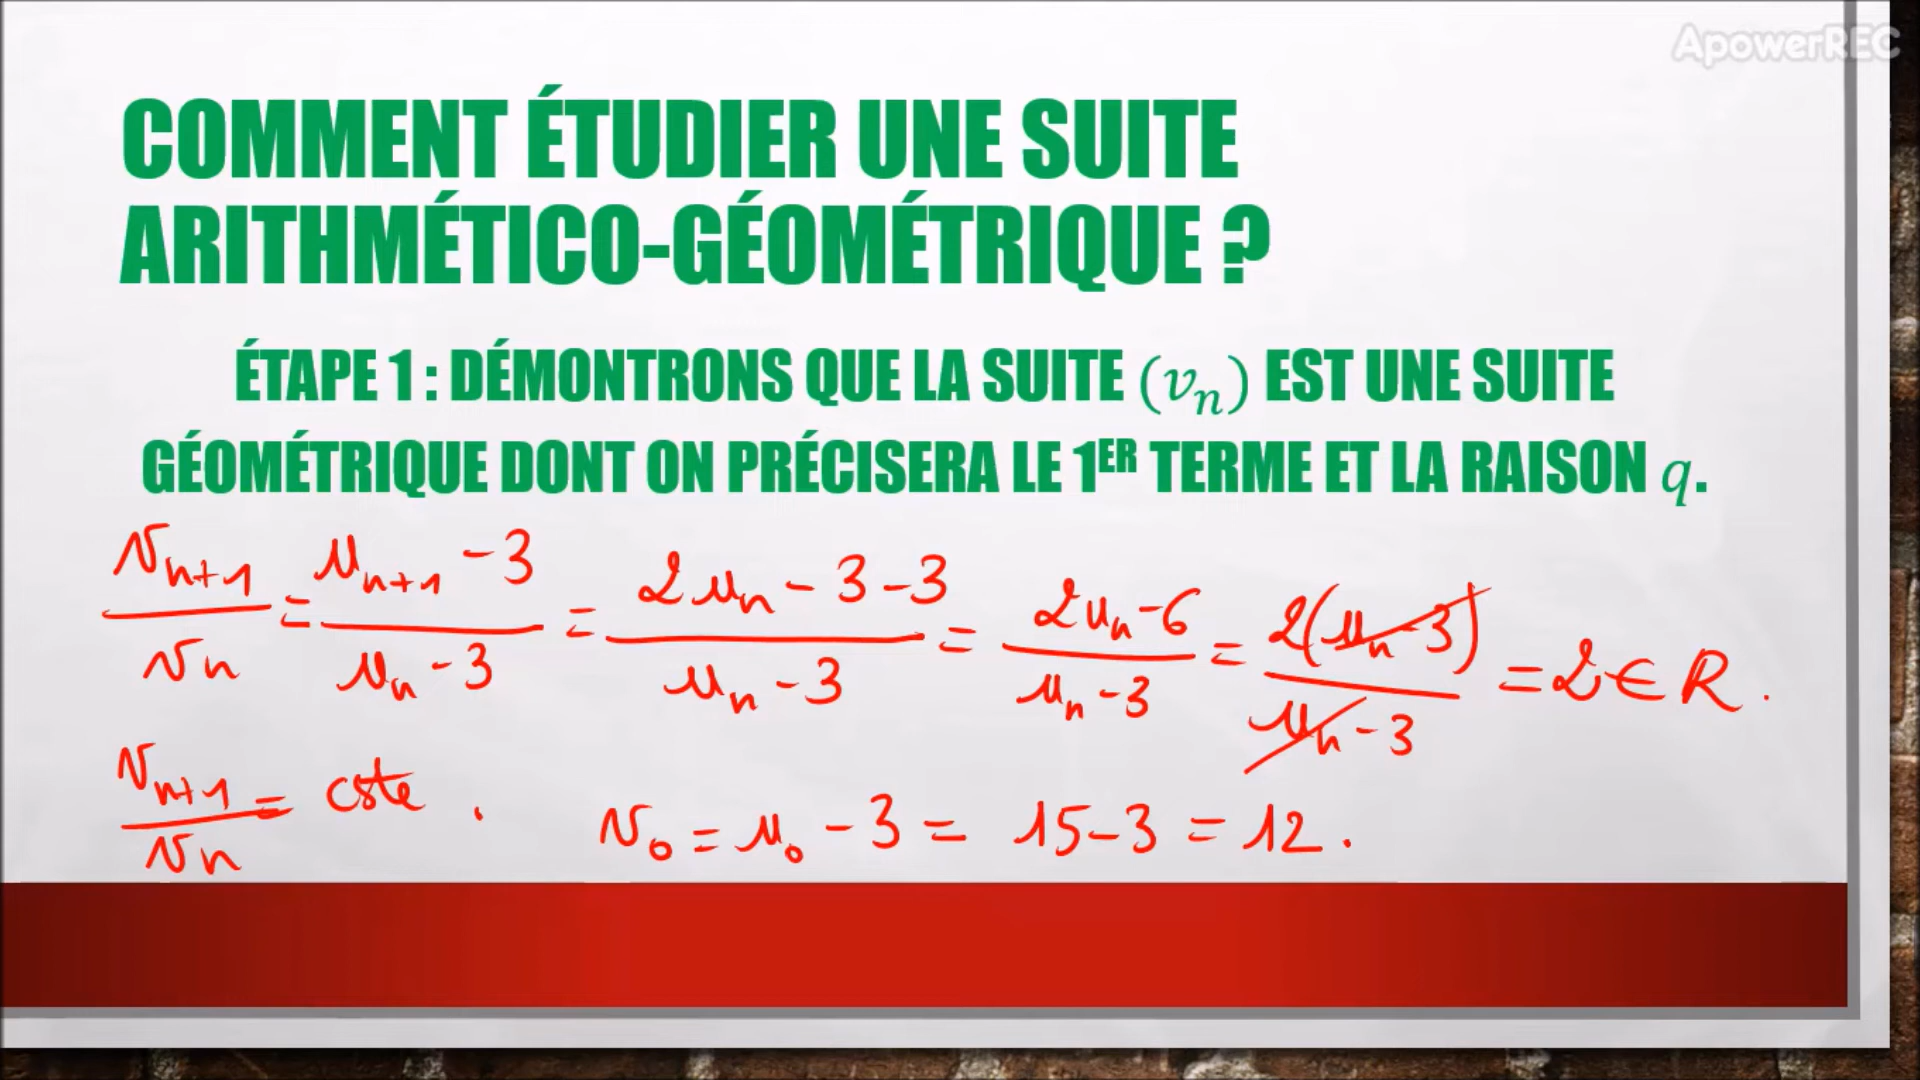 ApowerREC
COMMENT ÉTUDIER UNE SUITE
ARITHMÉTICO-GÉOMÉTRIQUE ?
ÉTAPE 1 : DÉMONTRONS QUE LA SUITE (vₙ) EST UNE SUITE
GÉOMÉTRIQUE DONT ON PRÉCISERA LE 1ER TERME ET LA RAISON q.
vₙ₊₁/vₙ = (uₙ₊₁ - 3)/(uₙ - 3) = (2uₙ - 3 - 3)/(uₙ - 3) = (2uₙ - 6)/(uₙ - 3) = 2(uₙ - 3)/(uₙ - 3) = 2 ∈ R.
vₙ₊₁/vₙ = cste. v₀ = u₀ - 3 = 15 - 3 = 12.